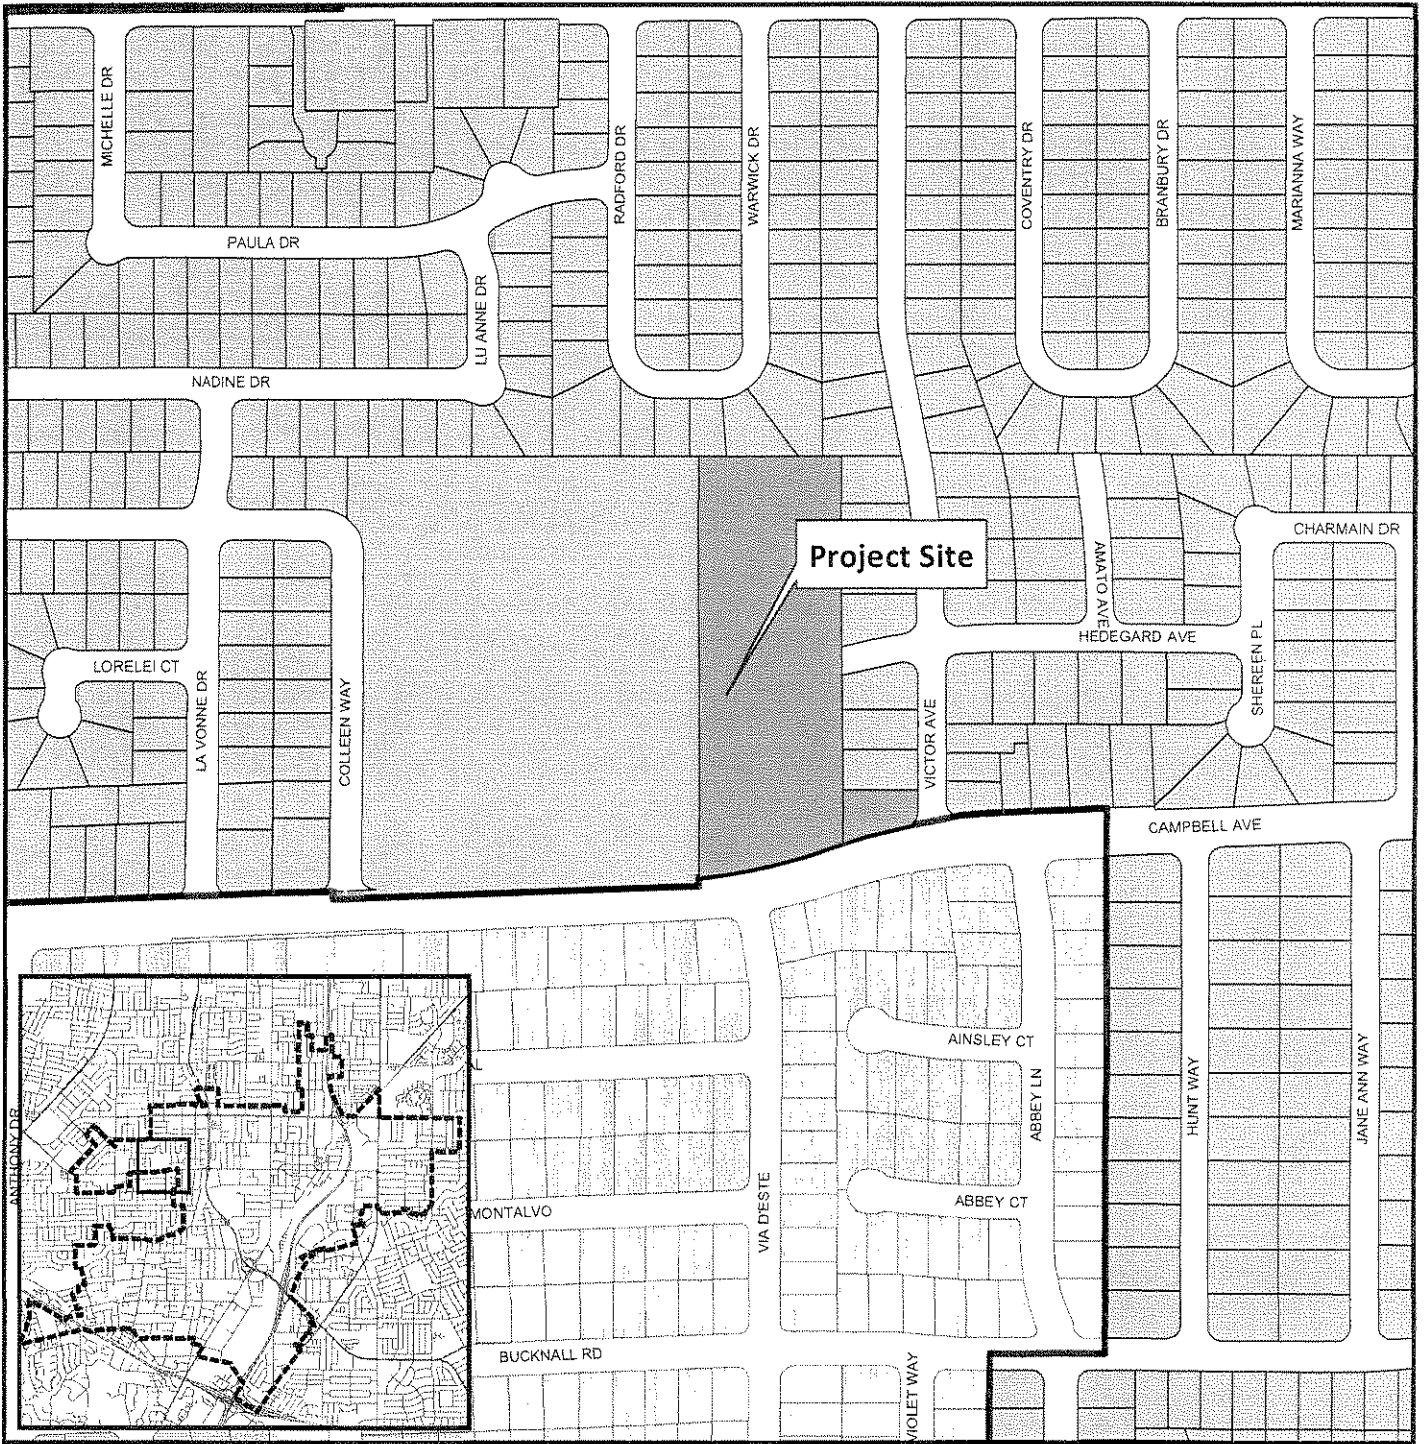 MICHELLE DR
RADFORD DR
WARWICK DR
COVENTRY DR
BRANBURY DR
MARIANNA WAY
PAULA DR
LU ANNE DR
NADINE DR
Project Site
CHARMAIN DR
AMATO AVE
HEDEGARD AVE
LORELEI CT
LA VONNE DR
COLLEEN WAY
SHEREEN PL
VICTOR AVE
CAMPBELL AVE
AINSLEY CT
ABBEY LN
HUNT WAY
JANE ANN WAY
ANTHONY DR
VIA D'ESTE
ABBEY CT
MONTALVO
BUCKNALL RD
VIOLET WAY